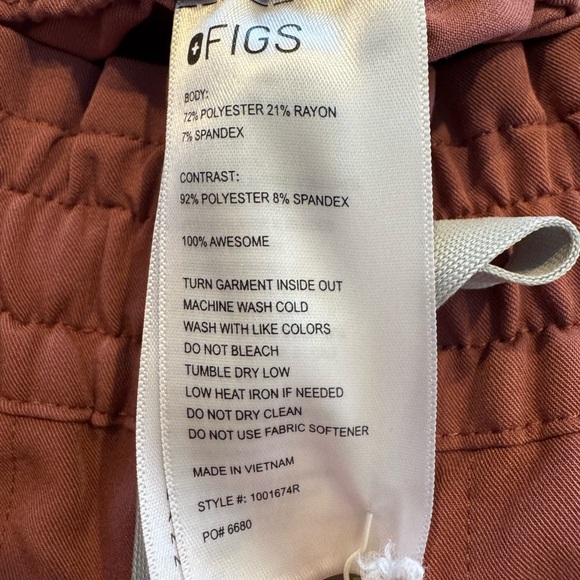 FIGS
BODY:
72% POLYESTER 21% RAYON
7% SPANDEX
CONTRAST:
92% POLYESTER 8% SPANDEX
100% AWESOME
TURN GARMENT INSIDE OUT
MACHINE WASH COLD
WASH WITH LIKE COLORS
DO NOT BLEACH
TUMBLE DRY LOW
LOW HEAT IRON IF NEEDED
DO NOT DRY CLEAN
DO NOT USE FABRIC SOFTENER
MADE IN VIETNAM
STYLE #: 1001674R
PO# 6680